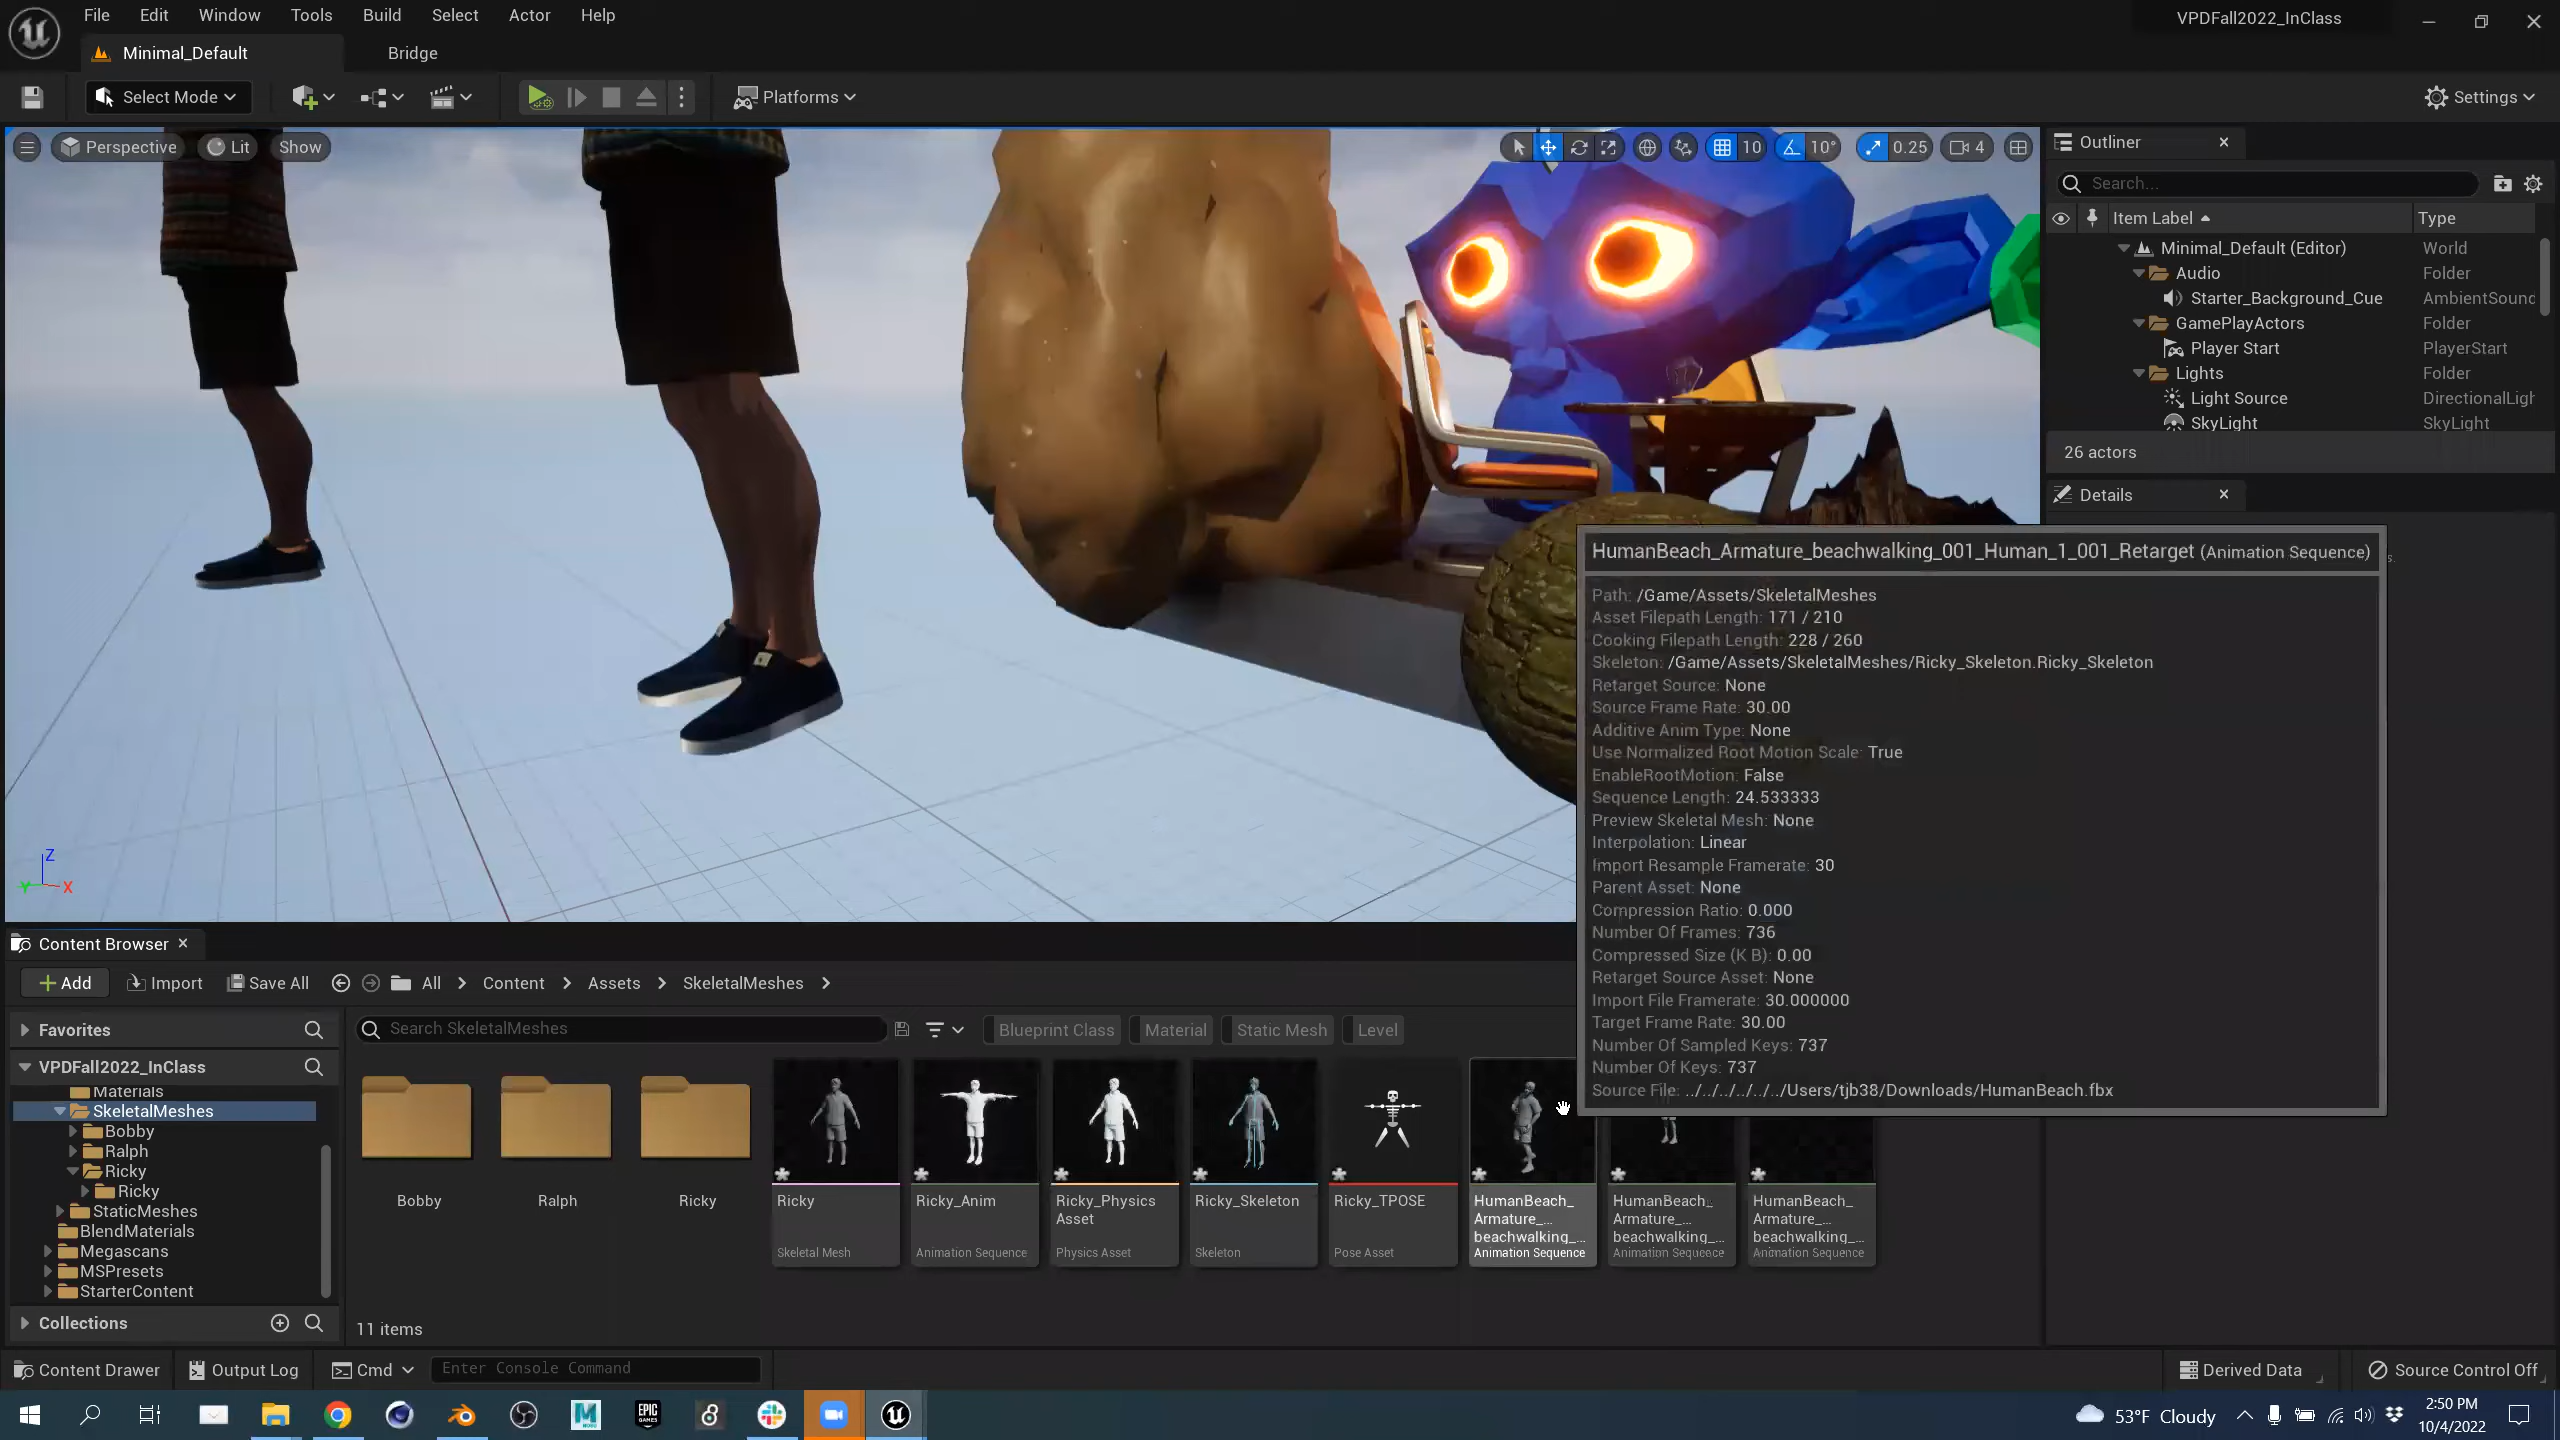 File Edit Window Tools Build Select Actor Help
VPDFall2022_InClass
Minimal_Default
Bridge
Select Mode
Platforms
Settings
Perspective
Lit
Show
10
10°
0.25
4
Outliner
Search...
Item Label
Type
Minimal_Default (Editor) World
Audio Folder
Starter_Background_Cue AmbientSound
GamePlayActors Folder
Player Start PlayerStart
Lights Folder
Light Source DirectionalLigh
SkyLight SkyLight
26 actors
Details
HumanBeach_Armature_beachwalking_001_Human_1_001_Retarget (Animation Sequence)
Path: /Game/Assets/SkeletalMeshes
Asset Filepath Length: 171 / 210
Cooking Filepath Length: 228 / 260
Skeleton: /Game/Assets/SkeletalMeshes/Ricky_Skeleton.Ricky_Skeleton
Retarget Source: None
Source Frame Rate: 30.00
Additive Anim Type: None
Use Normalized Root Motion Scale: True
EnableRootMotion: False
Sequence Length: 24.533333
Preview Skeletal Mesh: None
Interpolation: Linear
Import Resample Framerate: 30
Parent Asset: None
Compression Ratio: 0.000
Number Of Frames: 736
Compressed Size (K B): 0.00
Retarget Source Asset: None
Import File Framerate: 30.000000
Target Frame Rate: 30.00
Number Of Sampled Keys: 737
Number Of Keys: 737
Source File: ../../../../../../Users/tjb38/Downloads/HumanBeach.fbx
Z
Y
X
Content Browser
Add
Import
Save All
All > Content > Assets > SkeletalMeshes >
Favorites
Search SkeletalMeshes
Blueprint Class
Material
Static Mesh
Level
VPDFall2022_InClass
Materials
SkeletalMeshes
Bobby
Ralph
Ricky
Ricky
StaticMeshes
BlendMaterials
Megascans
MSPresets
StarterContent
Collections
Bobby
Ralph
Ricky
Ricky
Skeletal Mesh
Ricky_Anim
Animation Sequence
Ricky_Physics
Asset
Physics Asset
Ricky_Skeleton
Skeleton
Ricky_TPOSE
Pose Asset
HumanBeach_
Armature_...
beachwalking_...
Animation Sequence
HumanBeach_
Armature_...
beachwalking_...
Animation Sequence
HumanBeach_
Armature_...
beachwalking_...
Animation Sequence
11 items
Content Drawer
Output Log
Cmd
Enter Console Command
Derived Data
Source Control Off
EPIC
GAMES
53°F Cloudy
2:50 PM
10/4/2022